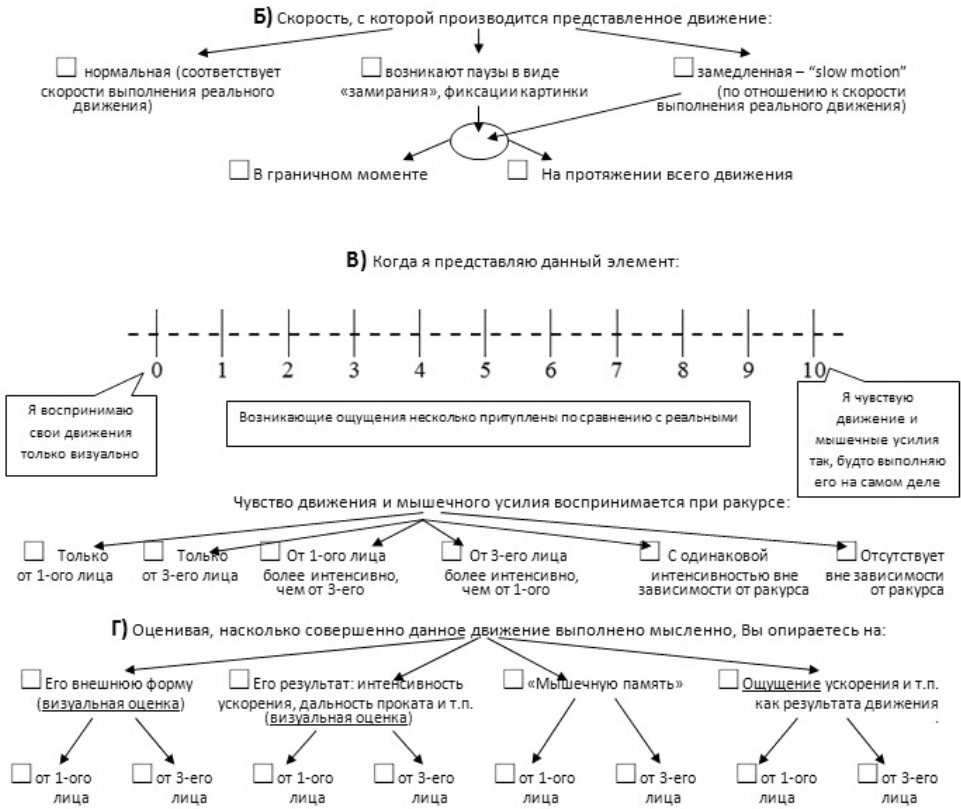 Б) Скорость, с которой производится представленное движение:
нормальная (соответствует
скорости выполнения реального
движения)
возникают паузы в виде
«замирания», фиксации картинки
замедленная – “slow motion”
(по отношению к скорости
выполнения реального движения)
В граничном моменте
На протяжении всего движения
В) Когда я представляю данный элемент:
0 1 2 3 4 5 6 7 8 9 10
Я воспринимаю
свои движения
только визуально
Возникающие ощущения несколько притуплены по сравнению с реальными
Я чувствую
движение и
мышечные усилия
так, будто выполняю
его на самом деле
Чувство движения и мышечного усилия воспринимается при ракурсе:
Только
от 1-ого лица
Только
от 3-его лица
От 1-ого лица
более интенсивно,
чем от 3-его
От 3-его лица
более интенсивно,
чем от 1-ого
С одинаковой
интенсивностью вне
зависимости от ракурса
Отсутствует
вне зависимости
от ракурса
Г) Оценивая, насколько совершенно данное движение выполнено мысленно, Вы опираетесь на:
Его внешнюю форму
(визуальная оценка)
Его результат: интенсивность
ускорения, дальность проката и т.п.
(визуальная оценка)
«Мышечную память»
Ощущение ускорения и т.п.
как результата движения
.
от 1-ого
лица
от 3-его
лица
от 1-ого
лица
от 3-его
лица
от 1-ого
лица
от 3-его
лица
от 1-ого
лица
от 3-его
лица